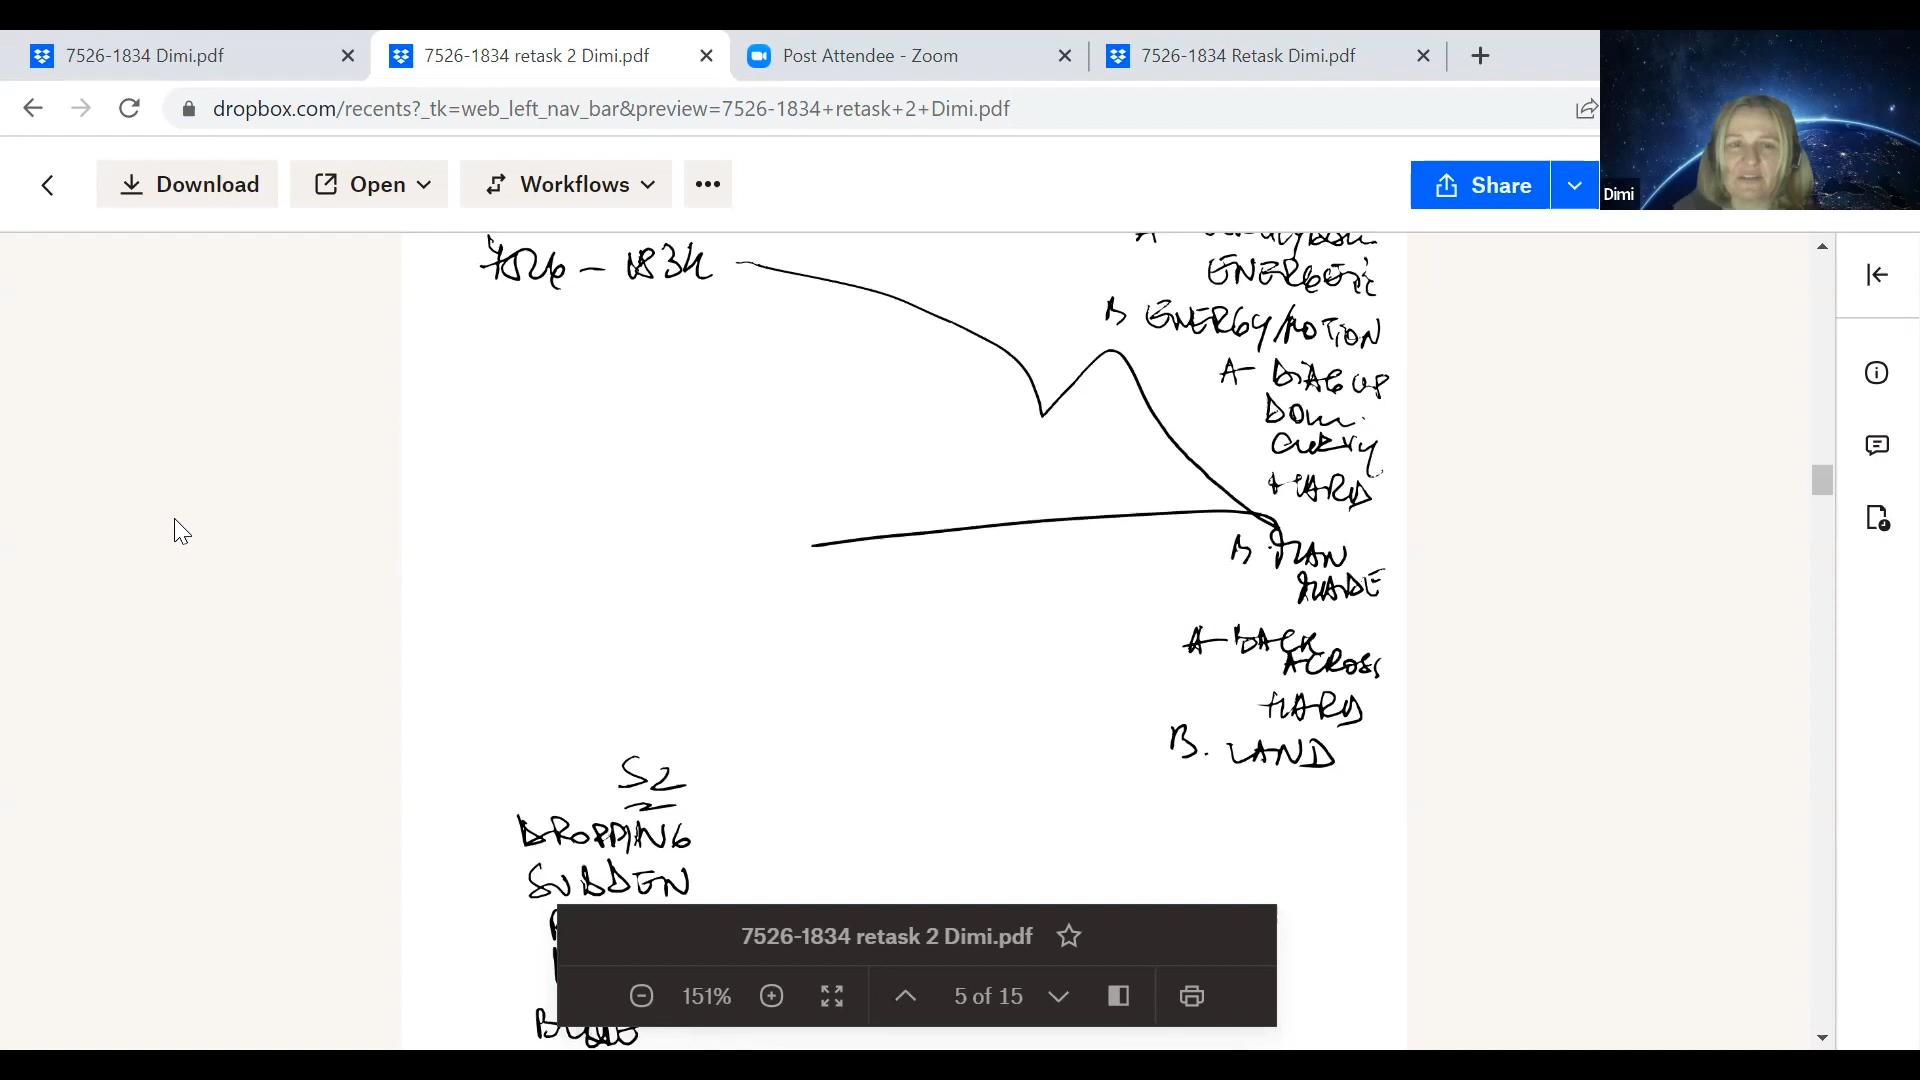 7526-1834 Dimi.pdf
7526-1834 retask 2 Dimi.pdf
Post Attendee - Zoom
7526-1834 Retask Dimi.pdf
dropbox.com/recents?_tk=web_left_nav_bar&preview=7526-1834+retask+2+Dimi.pdf
Download
Open
Workflows
Share
Dimi
7526 - 1834
A
ENERGETIC
B ENERGY/MOTION
A - DIAG UP
DOWN.
CURVY
HARD
B MAN
MADE
A - BACK
ACROSS
HARD
B. LAND
S2
DROPPING
SUDDEN
7526-1834 retask 2 Dimi.pdf
151%
5 of 15